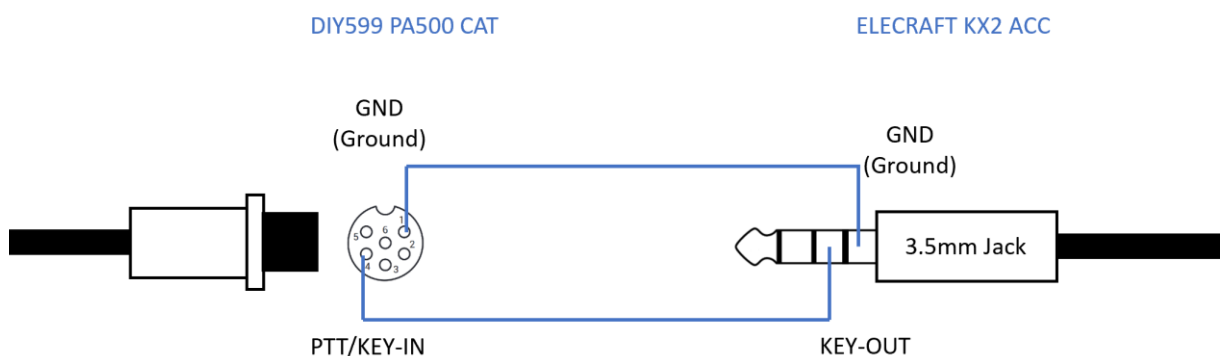 DIY599 PA500 CAT
ELECRAFT KX2 ACC
GND
(Ground)
GND
(Ground)
1
5
6
2
4
3
3.5mm Jack
PTT/KEY-IN
KEY-OUT